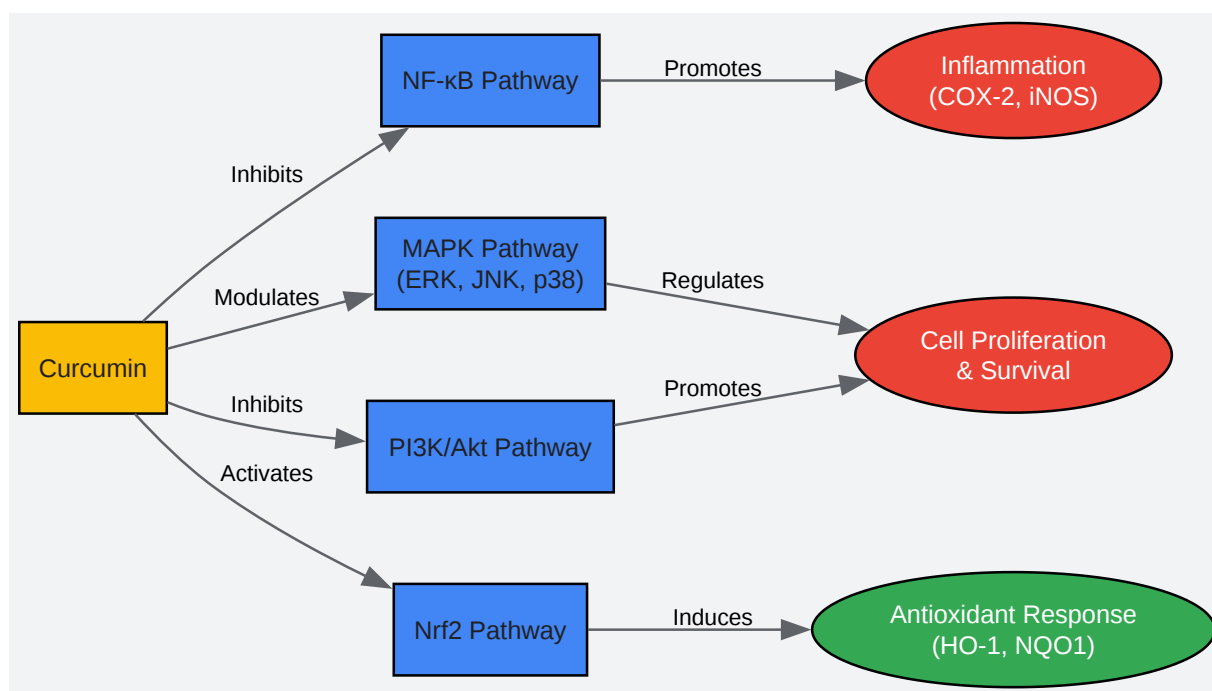 NF-κB Pathway
Promotes
Inflammation
(COX-2, iNOS)
Inhibits
MAPK Pathway
(ERK, JNK, p38)
Regulates
Modulates
Cell Proliferation
& Survival
Curcumin
Inhibits
PI3K/Akt Pathway
Promotes
Activates
Nrf2 Pathway
Induces
Antioxidant Response
(HO-1, NQO1)